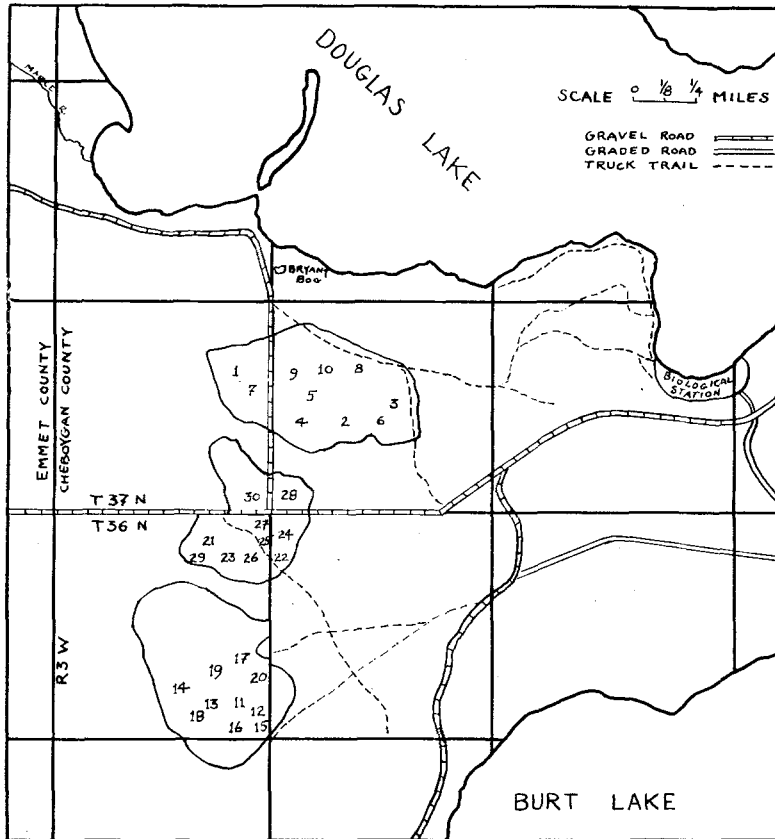 DOUGLAS LAKE
MAPLE R.
SCALE 0 1/8 1/4 MILES
GRAVEL ROAD
GRADED ROAD
TRUCK TRAIL
BRYANT
BOG
BIOLOGICAL
STATION
EMMET COUNTY
CHEBOYGAN COUNTY
1
7
9
10
8
5
3
4
2
6
30
28
T 37 N
T 36 N
27
21
25
24
29
23
26
22
R 3 W
17
19
20
14
13
11
18
12
16
15
BURT LAKE